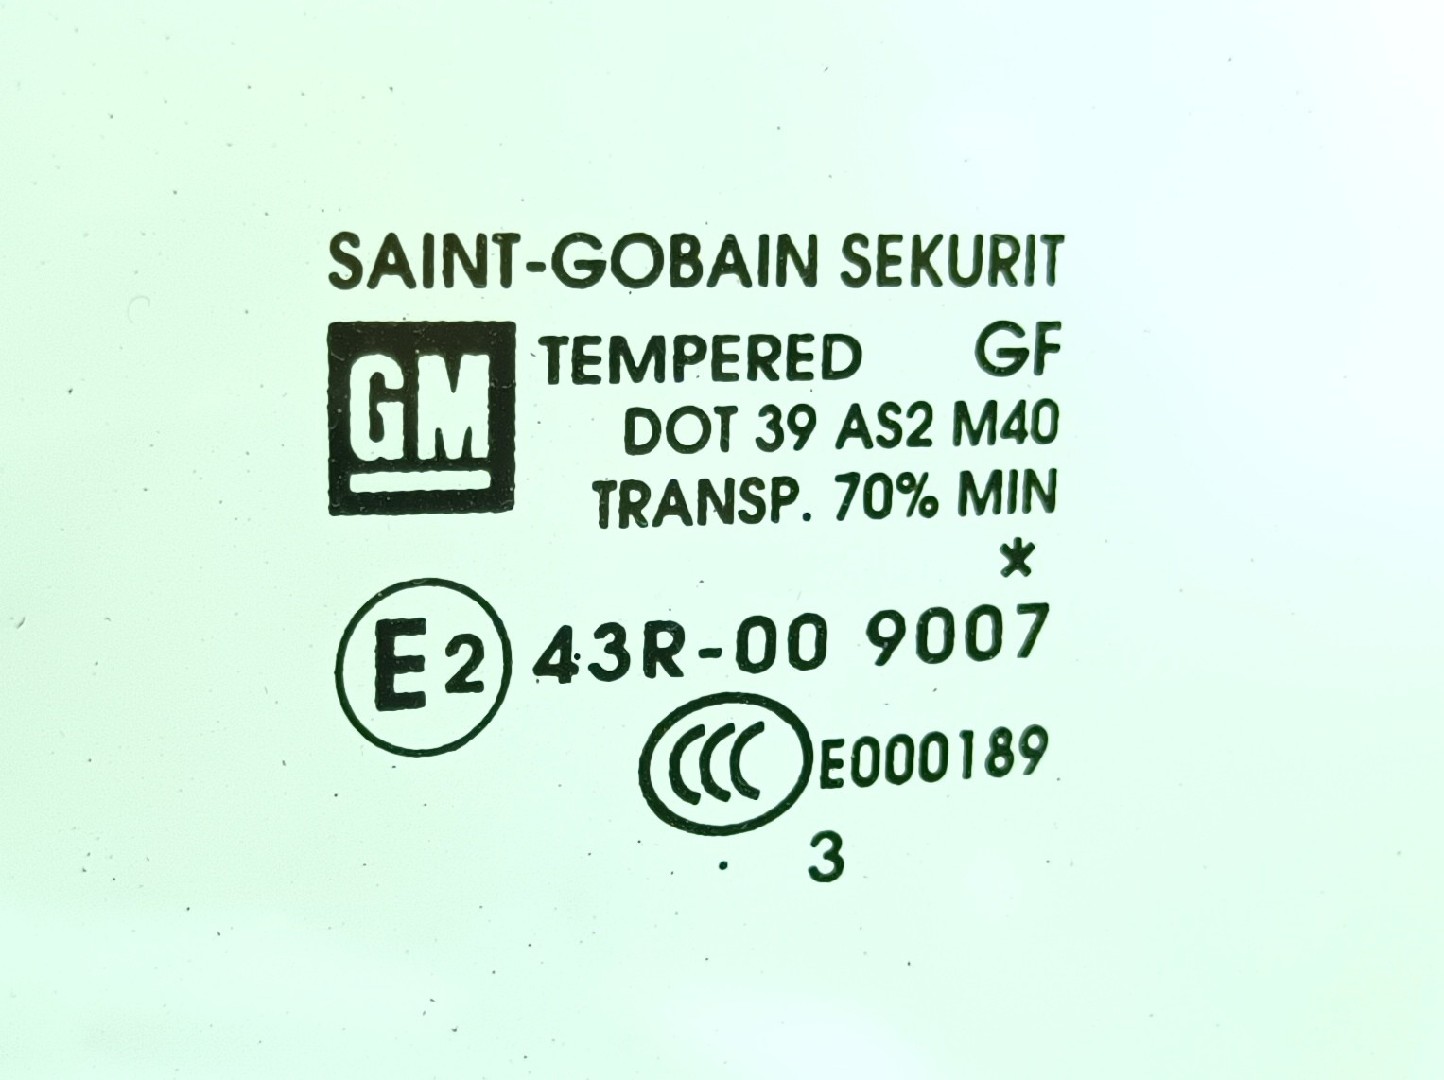 SAINT-GOBAIN SEKURIT
GM
TEMPERED GF
DOT 39 AS2 M40
TRANSP. 70% MIN
*
E2 43R-00 9007
CCC E000189
. 3